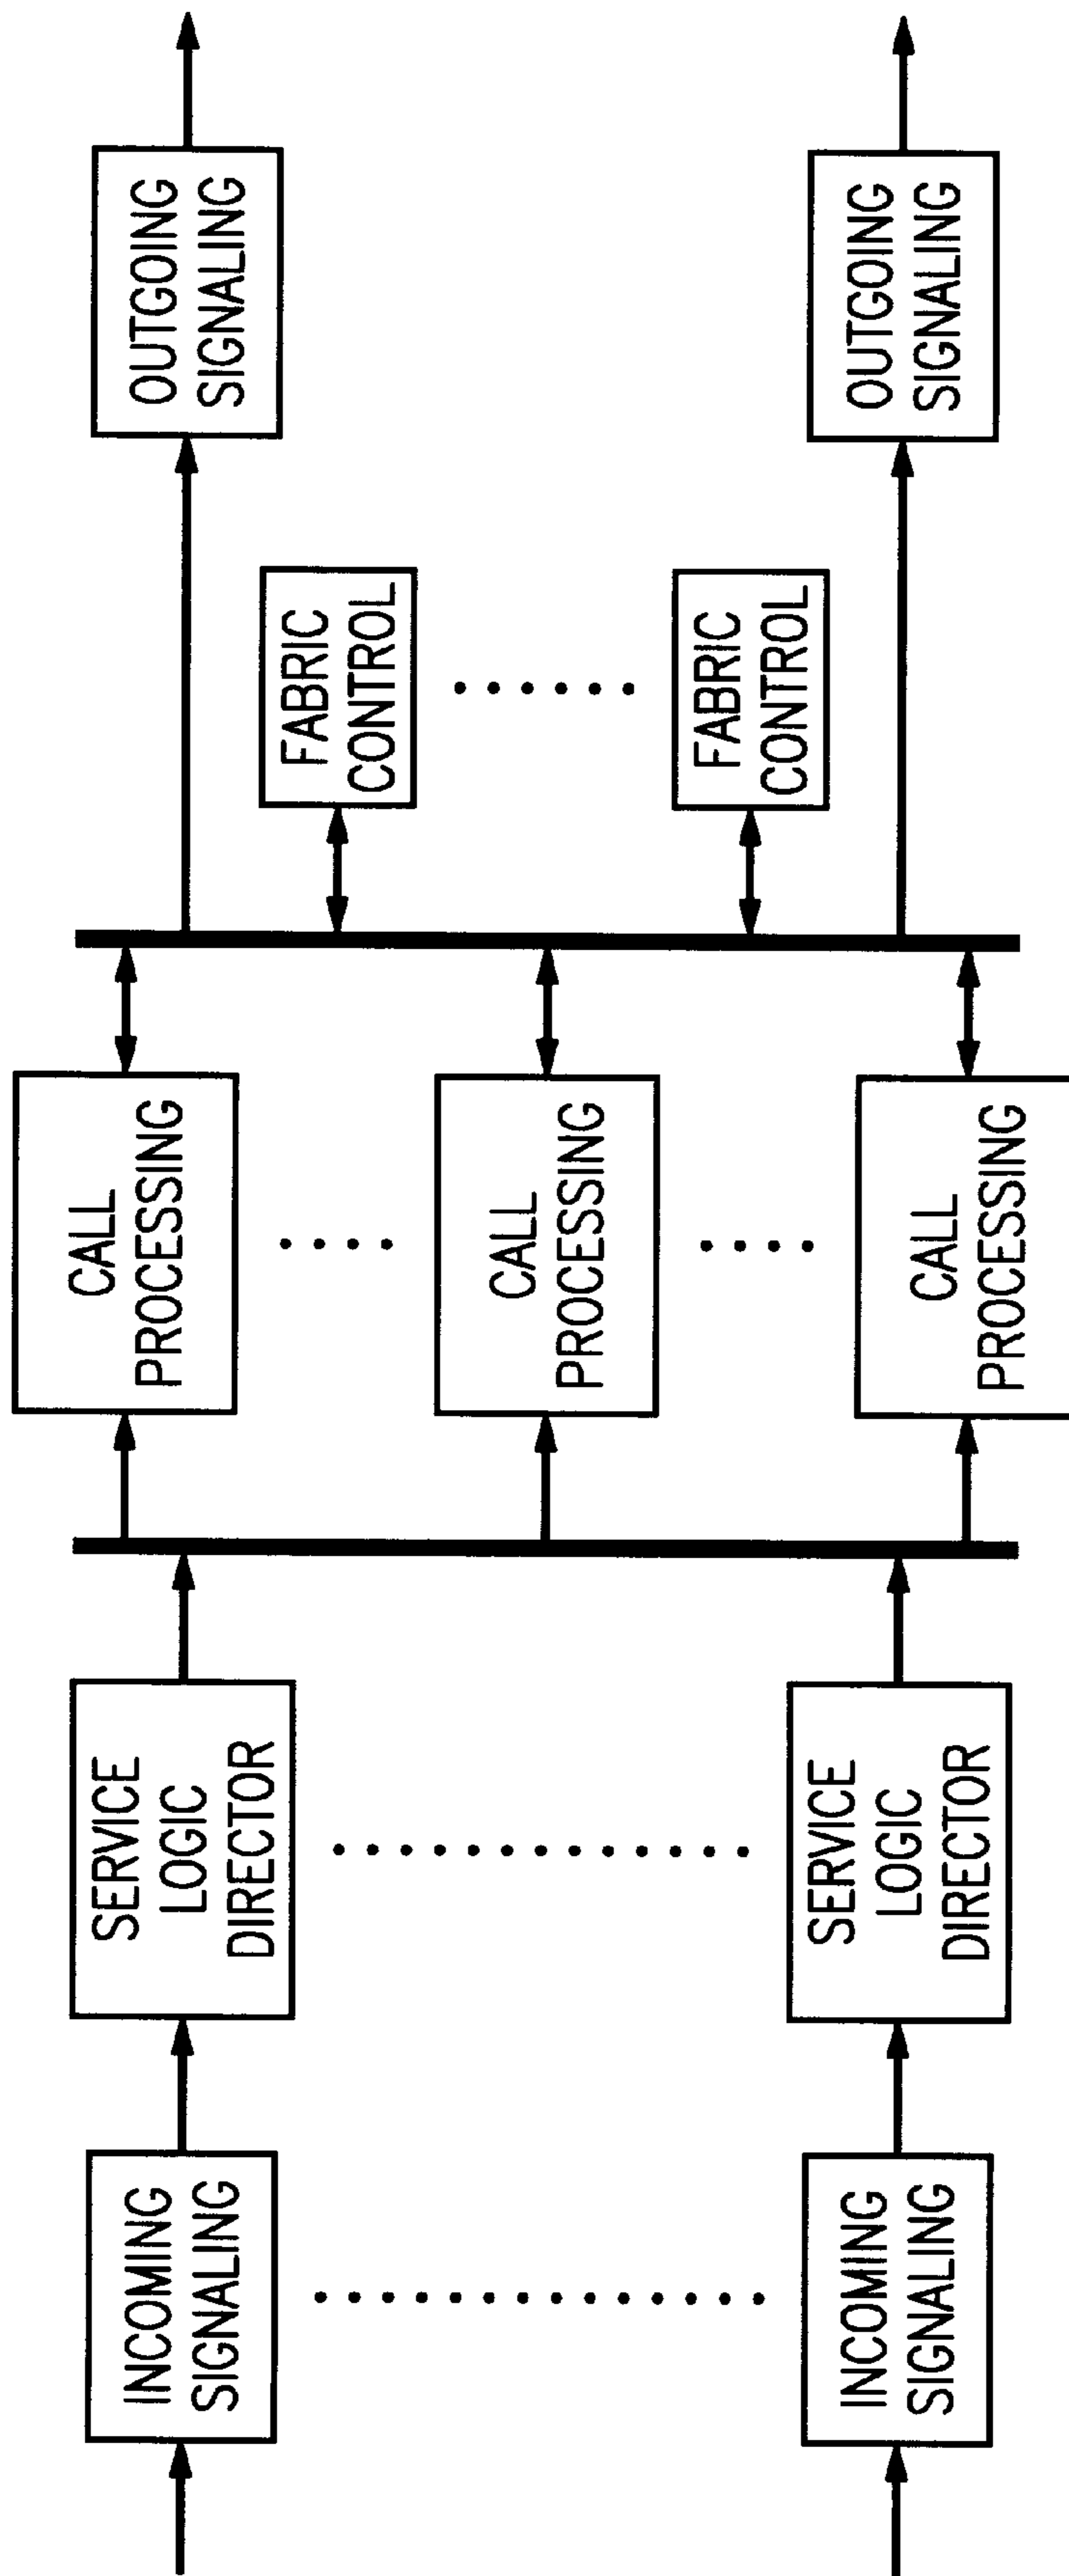 INCOMING
SIGNALING
INCOMING
SIGNALING
SERVICE
LOGIC
DIRECTOR
SERVICE
LOGIC
DIRECTOR
CALL
PROCESSING
CALL
PROCESSING
CALL
PROCESSING
FABRIC
CONTROL
FABRIC
CONTROL
OUTGOING
SIGNALING
OUTGOING
SIGNALING